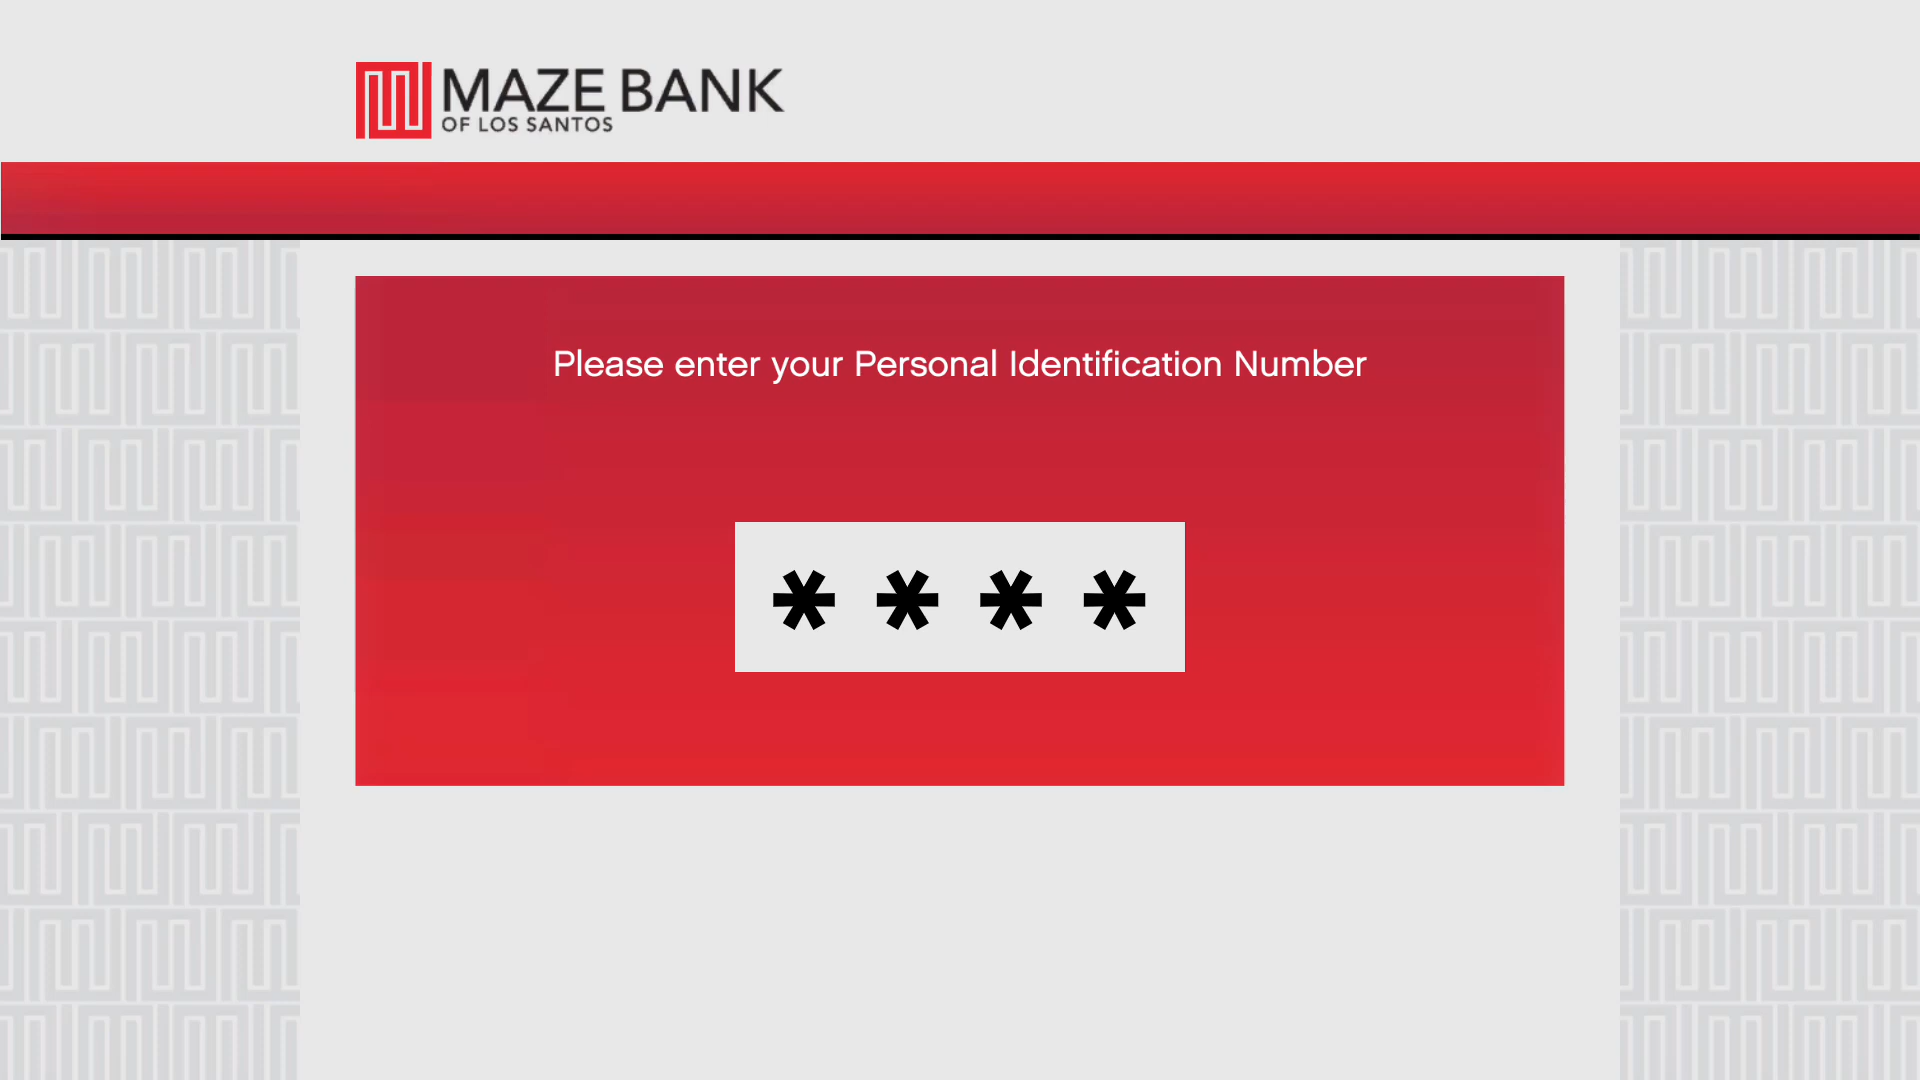 MAZE BANK
OF LOS SANTOS
Please enter your Personal Identification Number
* * * *